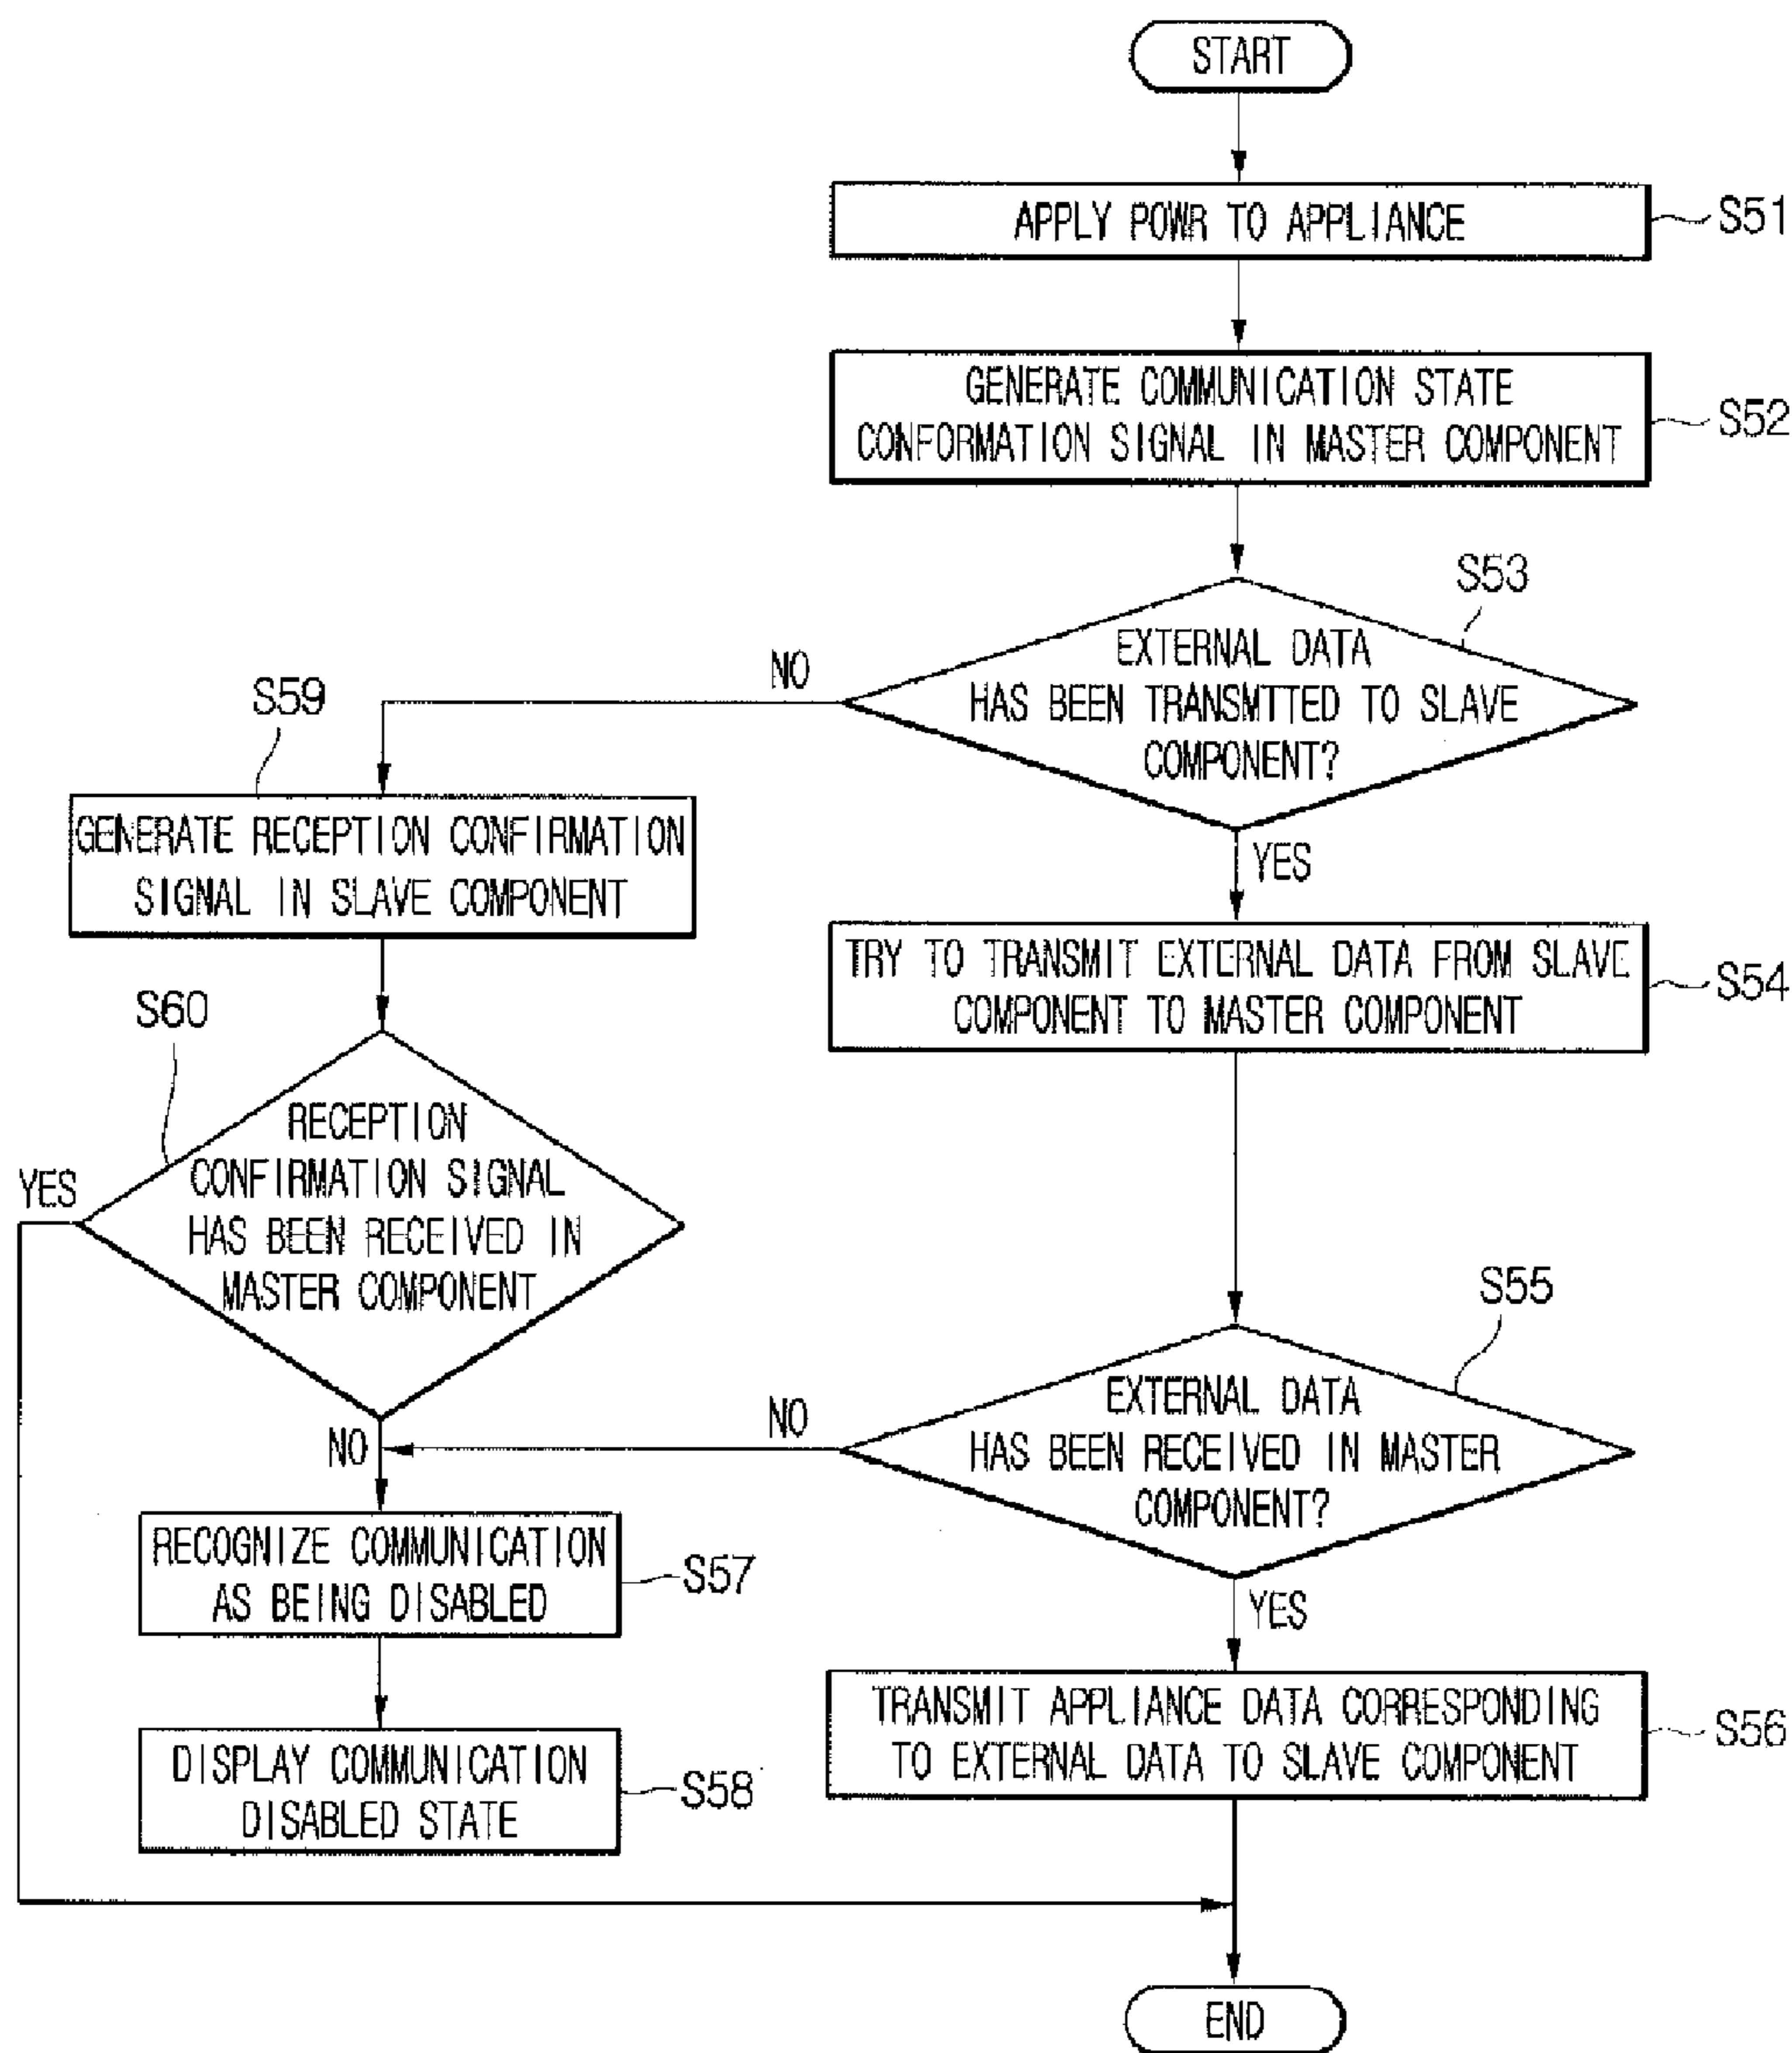 START
APPLY POWR TO APPLIANCE
S51
GENERATE COMMUNICATION STATE
CONFORMATION SIGNAL IN MASTER COMPONENT
S52
S53
EXTERNAL DATA
HAS BEEN TRANSMTTED TO SLAVE
COMPONENT?
NO
YES
S59
GENERATE RECEPTION CONFIRMATION
SIGNAL IN SLAVE COMPONENT
TRY TO TRANSMIT EXTERNAL DATA FROM SLAVE
COMPONENT TO MASTER COMPONENT
S54
S60
RECEPTION
CONFIRMATION SIGNAL
HAS BEEN RECEIVED IN
MASTER COMPONENT
YES
NO
S55
EXTERNAL DATA
HAS BEEN RECEIVED IN MASTER
COMPONENT?
NO
YES
RECOGNIZE COMMUNICATION
AS BEING DISABLED
S57
TRANSMIT APPLIANCE DATA CORRESPONDING
TO EXTERNAL DATA TO SLAVE COMPONENT
S56
DISPLAY COMMUNICATION
DISABLED STATE
S58
END